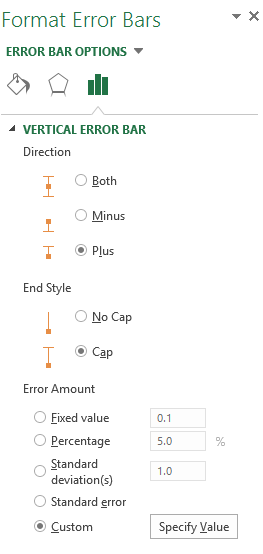 Format Error Bars
ERROR BAR OPTIONS
VERTICAL ERROR BAR
Direction
Both
Minus
Plus
End Style
No Cap
Cap
Error Amount
Fixed value 0.1
Percentage 5.0 %
Standard
deviation(s) 1.0
Standard error
Custom Specify Value